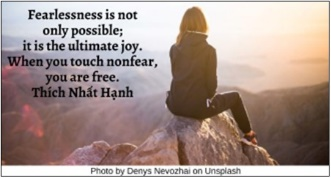 Fearlessness is not
only possible;
it is the ultimate joy.
When you touch nonfear,
you are free.
Thích Nhất Hạnh
Photo by Denys Nevozhai on Unsplash